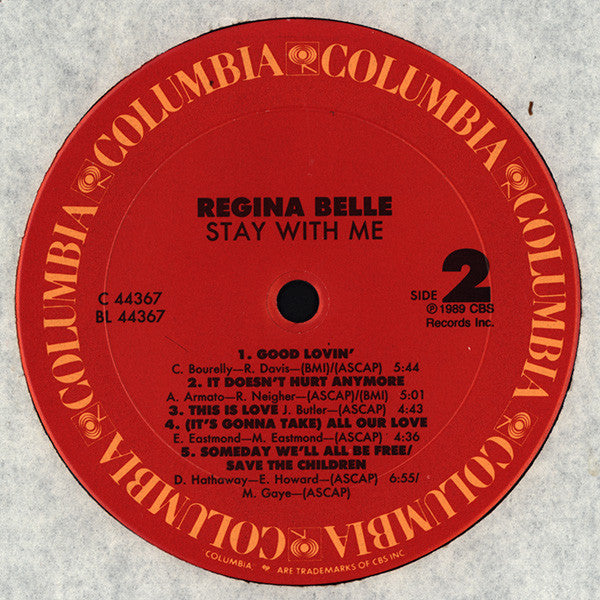 COLUMBIA COLUMBIA COLUMBIA COLUMBIA COLUMBIA COLUMBIA COLUMBIA
REGINA BELLE
STAY WITH ME
C 44367
BL 44367
SIDE 2
℗ 1989 CBS
Records Inc.
1. GOOD LOVIN'
C. Bourelly—R. Davis—(BMI)/(ASCAP) 5:44
2. IT DOESN'T HURT ANYMORE
A. Armato—R. Neigher—(ASCAP)/(BMI) 5:01
3. THIS IS LOVE J. Butler—(ASCAP) 4:43
4. (IT'S GONNA TAKE) ALL OUR LOVE
E. Eastmond—M. Eastmond—(ASCAP) 4:36
5. SOMEDAY WE'LL ALL BE FREE/
SAVE THE CHILDREN
D. Hathaway—E. Howard—(ASCAP) 6:55/
M. Gaye—(ASCAP)
COLUMBIA, ARE TRADEMARKS OF CBS INC